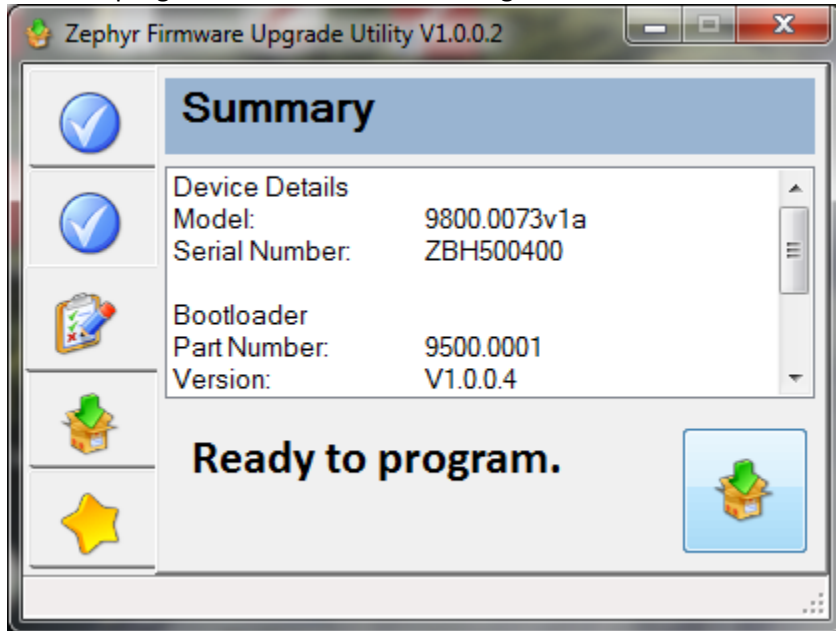 Zephyr Firmware Upgrade Utility V1.0.0.2
Summary
Device Details
Model: 9800.0073v1a
Serial Number: ZBH500400
Bootloader
Part Number: 9500.0001
Version: V1.0.0.4
Ready to program.